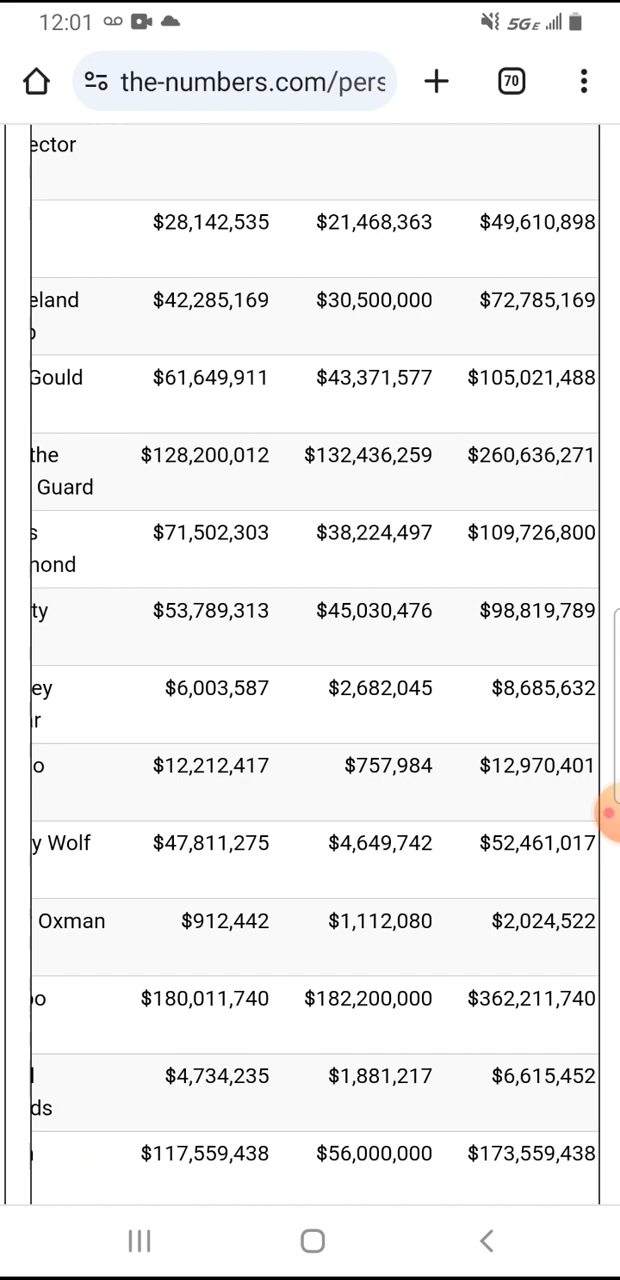 12:01 5GE
the-numbers.com/pers 70
ector
$28,142,535 $21,468,363 $49,610,898
eland $42,285,169 $30,500,000 $72,785,169
Gould $61,649,911 $43,371,577 $105,021,488
the $128,200,012 $132,436,259 $260,636,271
Guard
s $71,502,303 $38,224,497 $109,726,800
nond
ty $53,789,313 $45,030,476 $98,819,789
ey $6,003,587 $2,682,045 $8,685,632
r
o $12,212,417 $757,984 $12,970,401
y Wolf $47,811,275 $4,649,742 $52,461,017
Oxman $912,442 $1,112,080 $2,024,522
o $180,011,740 $182,200,000 $362,211,740
$4,734,235 $1,881,217 $6,615,452
ds
$117,559,438 $56,000,000 $173,559,438